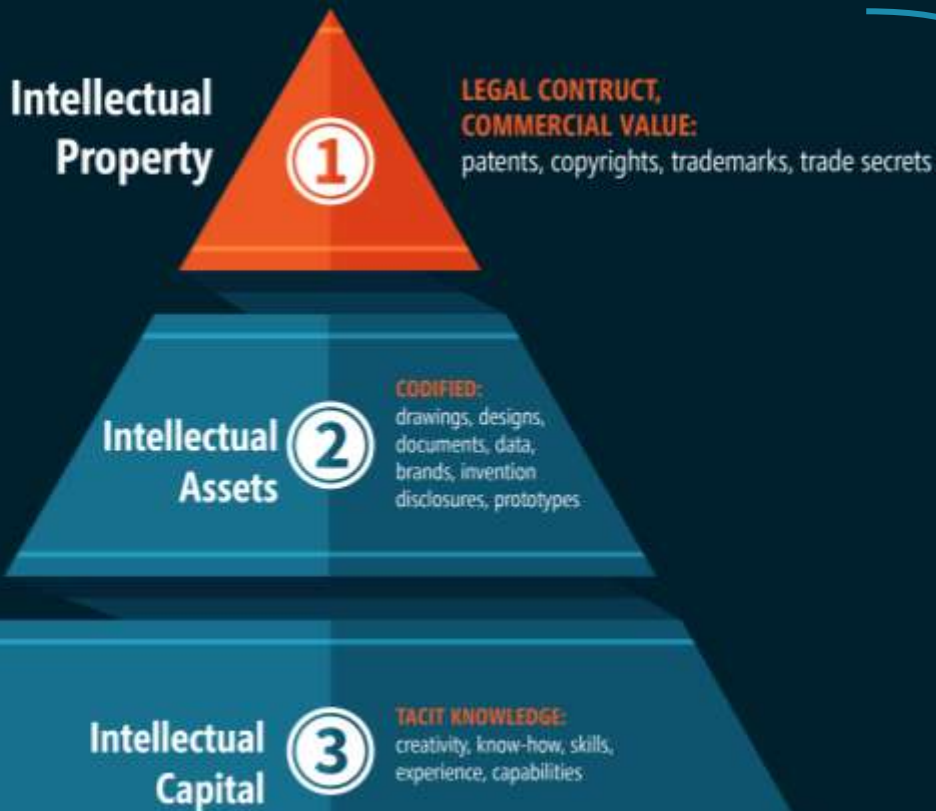 Intellectual
Property
1
LEGAL CONTRUCT,
COMMERCIAL VALUE:
patents, copyrights, trademarks, trade secrets
Intellectual
Assets
2
CODIFIED:
drawings, designs,
documents, data,
brands, invention
disclosures, prototypes
Intellectual
Capital
3
TACIT KNOWLEDGE:
creativity, know-how, skills,
experience, capabilities